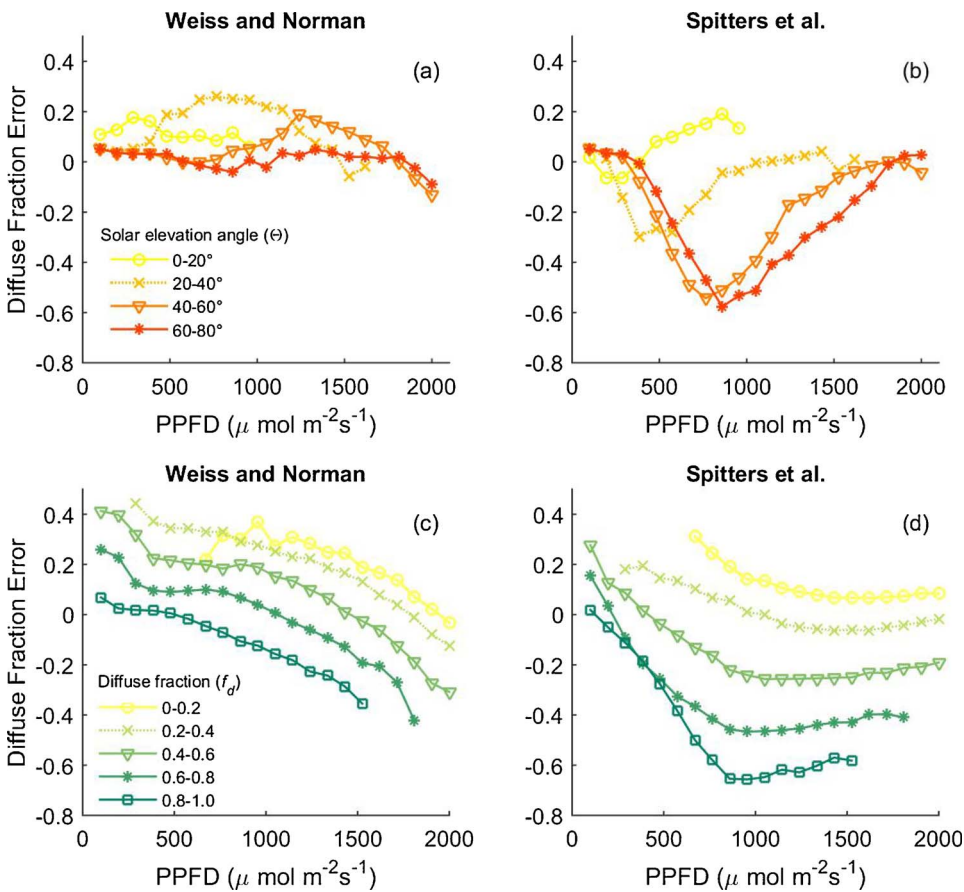 Weiss and Norman
Spitters et al.
(a)
(b)
Diffuse Fraction Error
0.4
0.2
0
-0.2
-0.4
-0.6
-0.8
Solar elevation angle (Θ)
0-20°
20-40°
40-60°
60-80°
0 500 1000 1500 2000
PPFD (μ mol m⁻²s⁻¹)
0.4
0.2
0
-0.2
-0.4
-0.6
-0.8
0 500 1000 1500 2000
PPFD (μ mol m⁻²s⁻¹)
Weiss and Norman
Spitters et al.
(c)
(d)
Diffuse Fraction Error
0.4
0.2
0
-0.2
-0.4
-0.6
-0.8
Diffuse fraction (f_d)
0-0.2
0.2-0.4
0.4-0.6
0.6-0.8
0.8-1.0
0 500 1000 1500 2000
PPFD (μ mol m⁻²s⁻¹)
0.4
0.2
0
-0.2
-0.4
-0.6
-0.8
0 500 1000 1500 2000
PPFD (μ mol m⁻²s⁻¹)